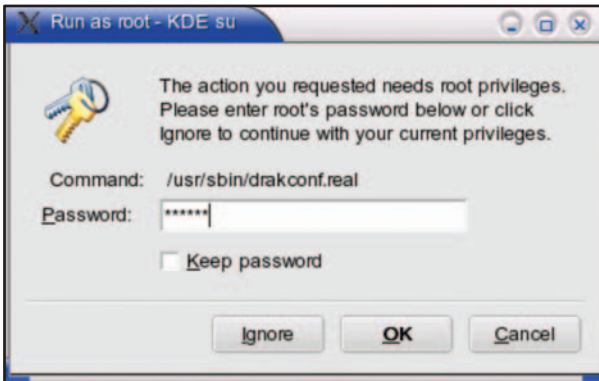 Run as root - KDE su
The action you requested needs root privileges.
Please enter root's password below or click
Ignore to continue with your current privileges.
Command: /usr/sbin/drakconf.real
Password: ******
Keep password
Ignore OK Cancel